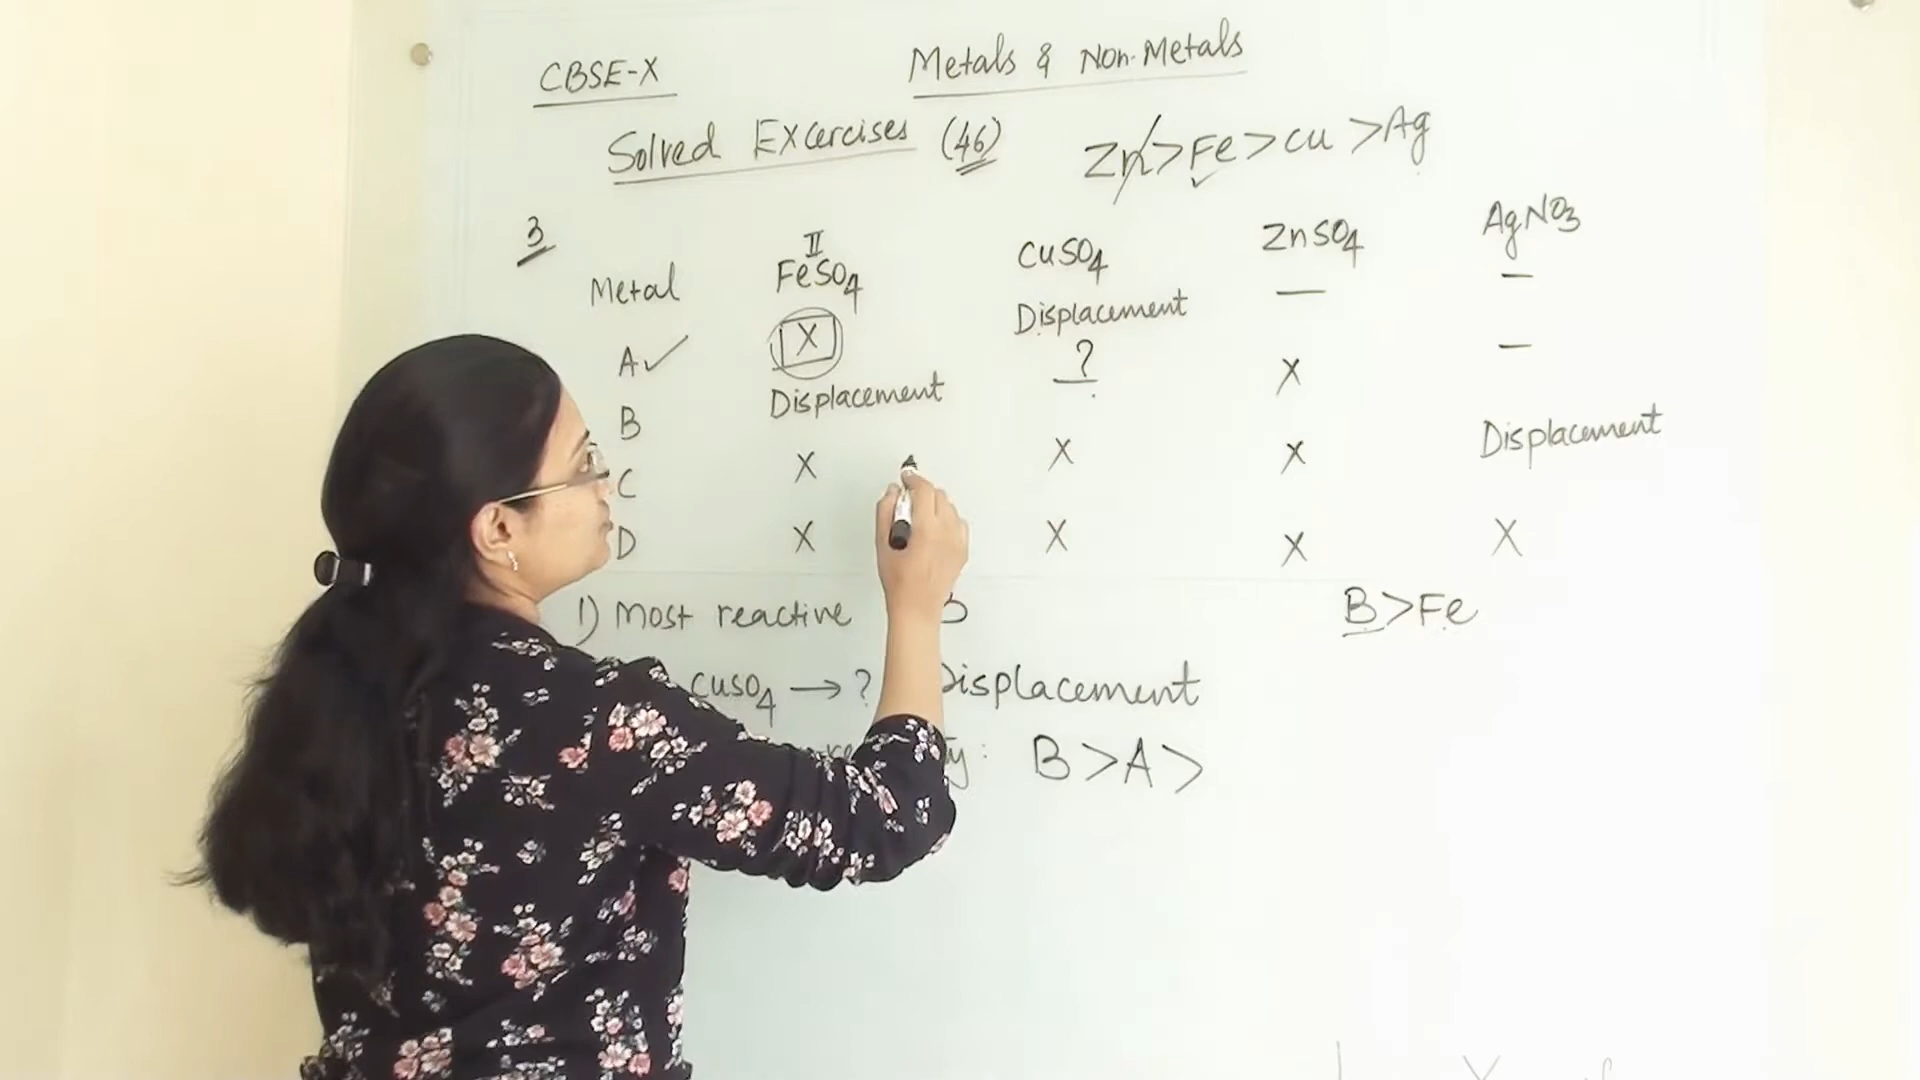 CBSE-X Metals & Non-Metals
Solved Excercises (46) Zn>Fe>Cu>Ag
3
II
Metal FeSO4 CuSO4 ZnSO4 AgNO3
A ✓ X Displacement — —
B Displacement ? X —
C X X X Displacement
D X X X X
1) Most reactive B B>Fe
CuSO4 → ? Displacement
: B>A>